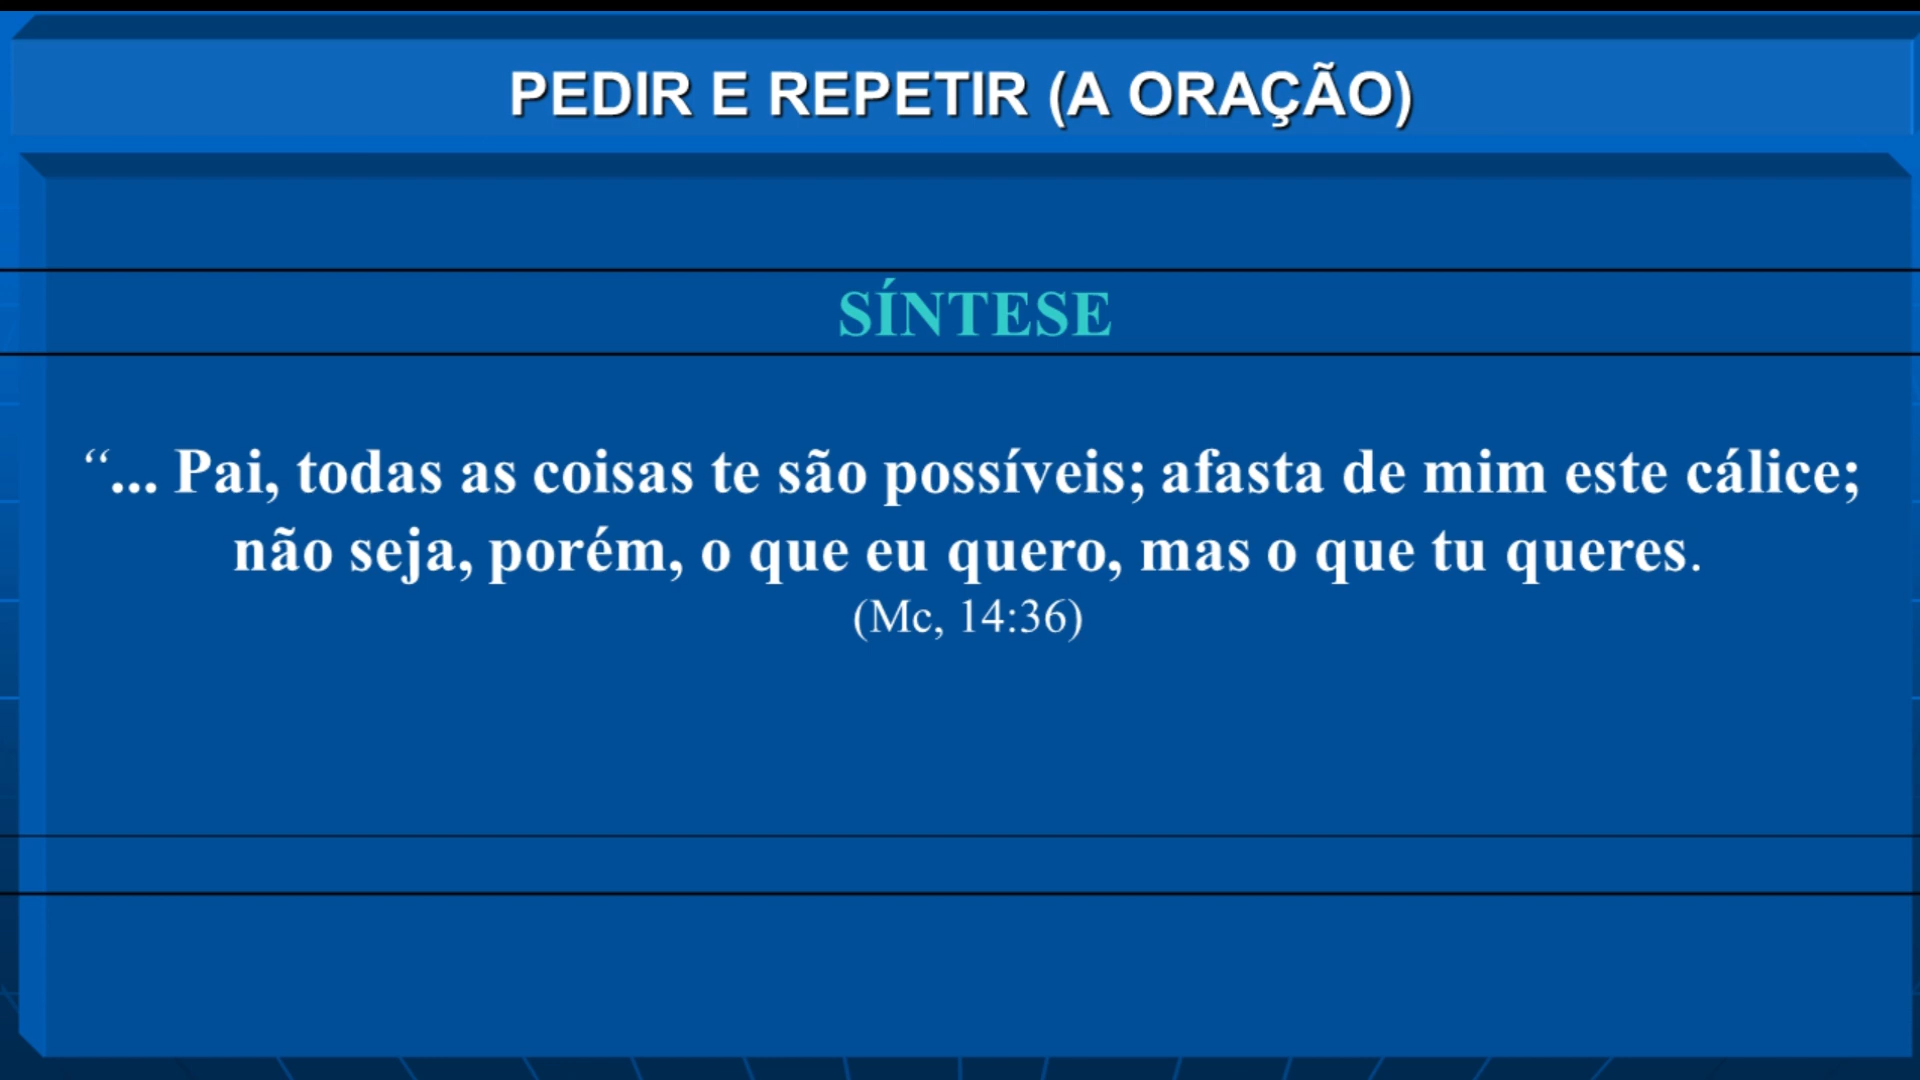 PEDIR E REPETIR (A ORAÇÃO)
SÍNTESE
“... Pai, todas as coisas te são possíveis; afasta de mim este cálice;
não seja, porém, o que eu quero, mas o que tu queres.
(Mc, 14:36)